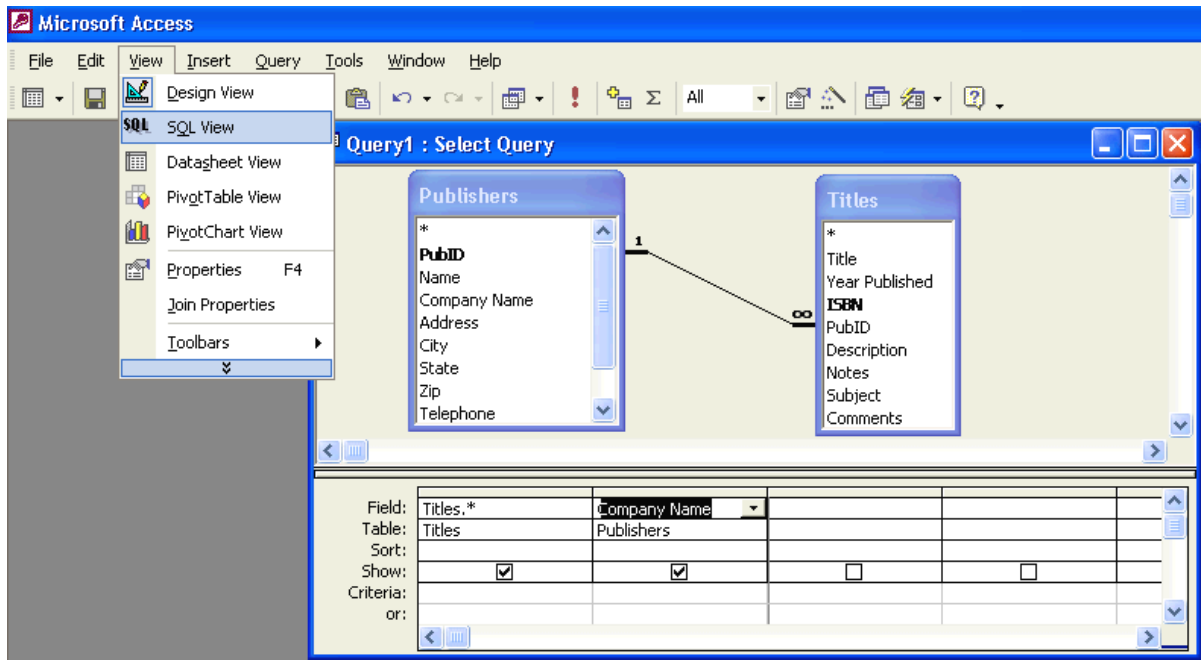 Microsoft Access
File Edit View Insert Query Tools Window Help
All
Design View
SQL SQL View
Datasheet View
PivotTable View
PivotChart View
Properties F4
Join Properties
Toolbars
Query1 : Select Query
Publishers
*
PubID
Name
Company Name
Address
City
State
Zip
Telephone
1
∞
Titles
*
Title
Year Published
ISBN
PubID
Description
Notes
Subject
Comments
Field: Titles.* Company Name
Table: Titles Publishers
Sort:
Show:
Criteria:
or: